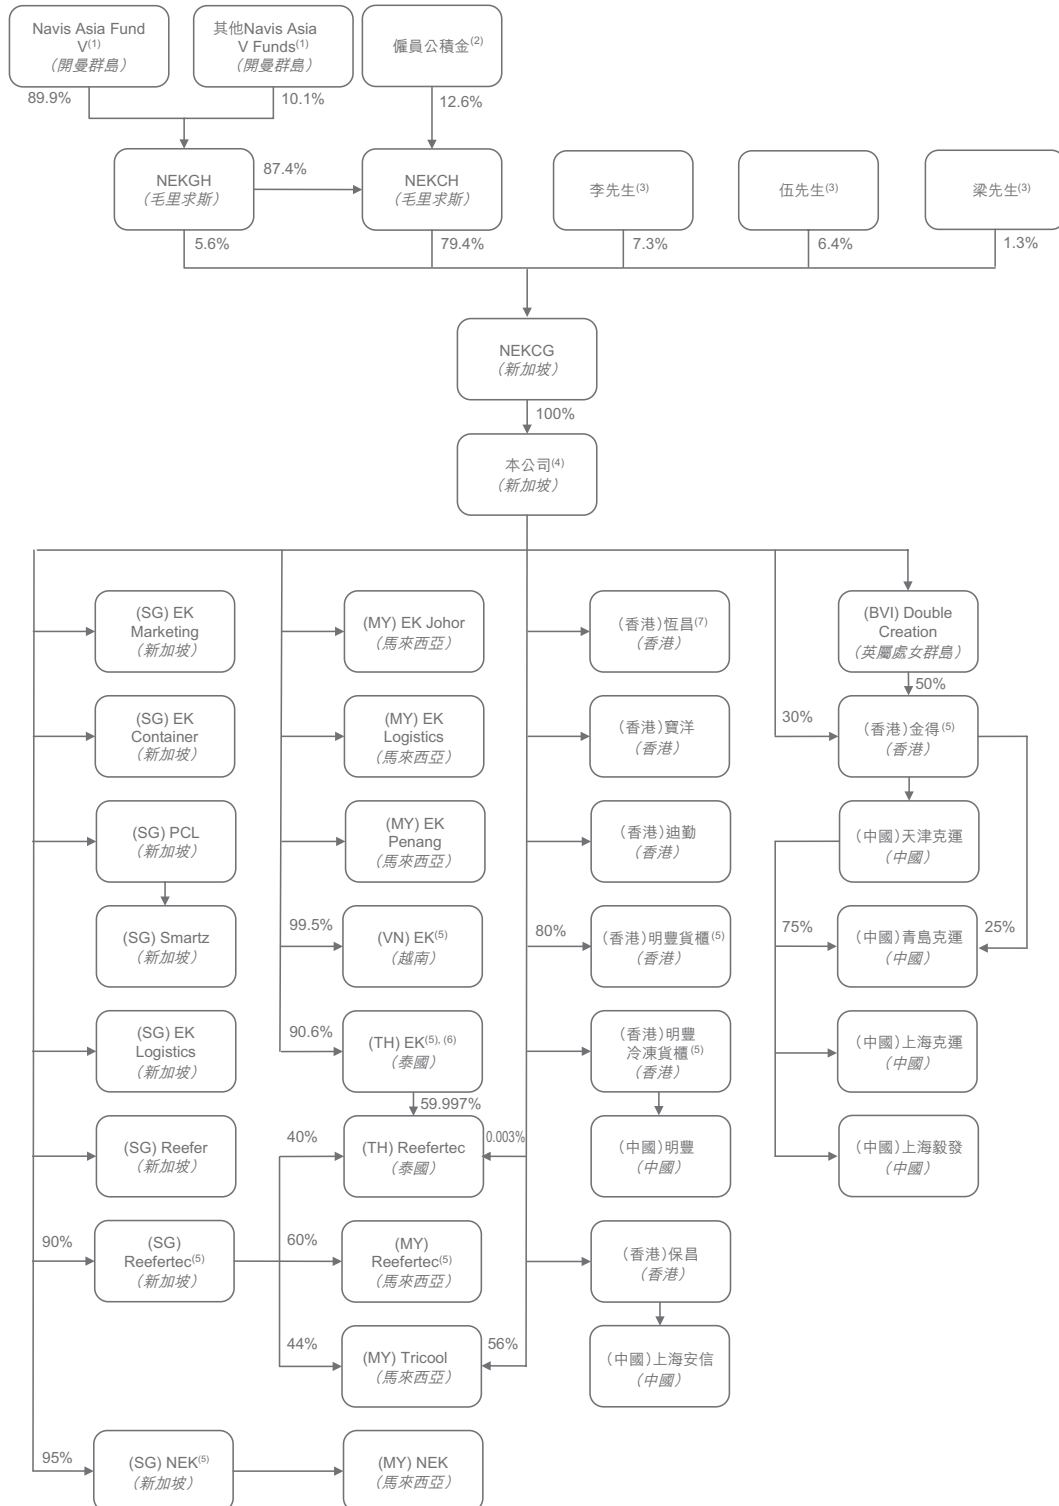 Navis Asia Fund
V(1)
(開曼群島)
其他Navis Asia
V Funds(1)
(開曼群島)
僱員公積金(2)
89.9%
10.1%
12.6%
NEKGH
(毛里求斯)
87.4%
NEKCH
(毛里求斯)
李先生(3)
伍先生(3)
梁先生(3)
5.6%
79.4%
7.3%
6.4%
1.3%
NEKCG
(新加坡)
100%
本公司(4)
(新加坡)
(SG) EK
Marketing
(新加坡)
(MY) EK Johor
(馬來西亞)
(香港)恆昌(7)
(香港)
(BVI) Double
Creation
(英屬處女群島)
50%
(SG) EK
Container
(新加坡)
(MY) EK
Logistics
(馬來西亞)
(香港)寶洋
(香港)
30%
(香港)金得(5)
(香港)
(SG) PCL
(新加坡)
(MY) EK
Penang
(馬來西亞)
(香港)迪勤
(香港)
(中國)天津克運
(中國)
(SG) Smartz
(新加坡)
99.5%
(VN) EK(5)
(越南)
80%
(香港)明豐貨櫃(5)
(香港)
75%
(中國)青島克運
(中國)
25%
(SG) EK
Logistics
(新加坡)
90.6%
(TH) EK(5), (6)
(泰國)
(香港)明豐
冷凍貨櫃(5)
(香港)
(中國)上海克運
(中國)
59.997%
(SG) Reefer
(新加坡)
40%
(TH) Reefertec
(泰國)
0.003%
(中國)明豐
(中國)
(中國)上海毅發
(中國)
90%
(SG)
Reefertec(5)
(新加坡)
60%
(MY)
Reefertec(5)
(馬來西亞)
(香港)保昌
(香港)
44%
(MY) Tricool
(馬來西亞)
56%
(中國)上海安信
(中國)
95%
(SG) NEK(5)
(新加坡)
(MY) NEK
(馬來西亞)